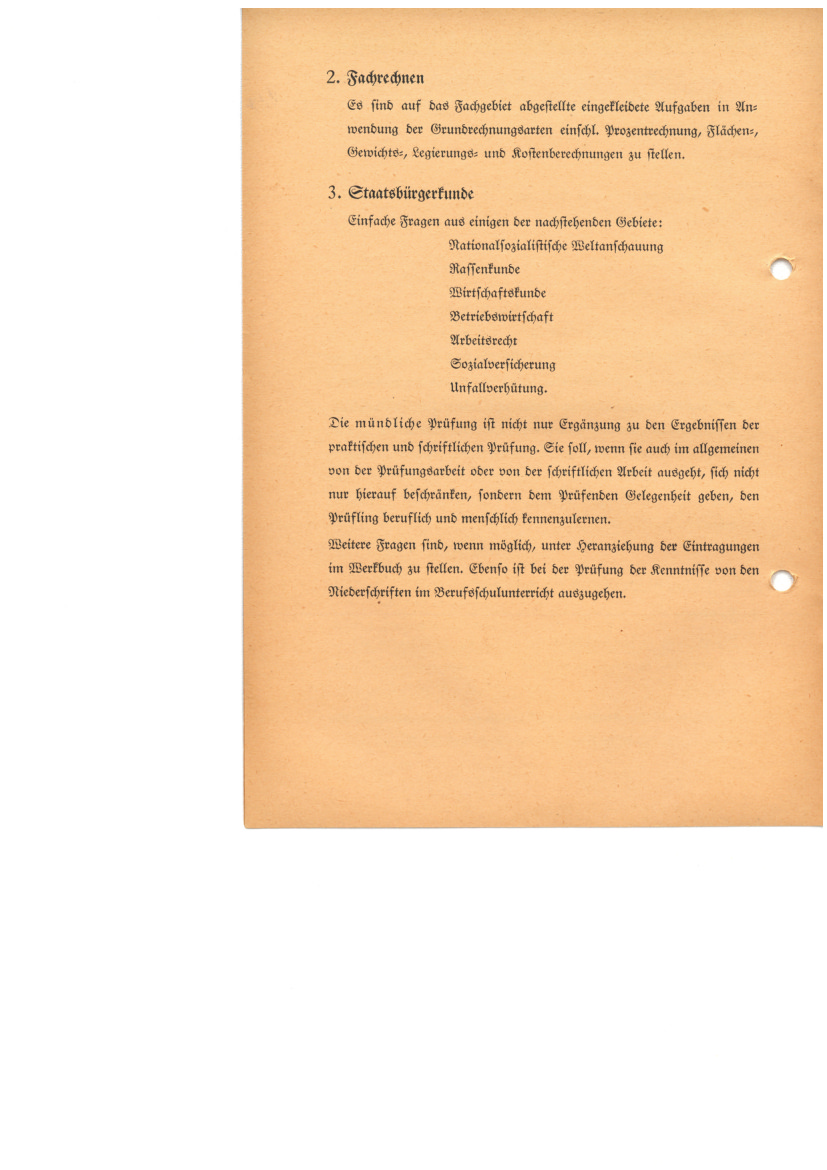 2. Fachrechnen
Es sind auf das Fachgebiet abgestellte eingekleidete Aufgaben in An-
wendung der Grundrechnungsarten einschl. Prozentrechnung, Flächen-,
Gewichts-, Legierungs- und Kostenberechnungen zu stellen.
3. Staatsbürgerkunde
Einfache Fragen aus einigen der nachstehenden Gebiete:
Nationalsozialistische Weltanschauung
Rassenkunde
Wirtschaftskunde
Betriebswirtschaft
Arbeitsrecht
Sozialversicherung
Unfallverhütung.
Die mündliche Prüfung ist nicht nur Ergänzung zu den Ergebnissen der
praktischen und schriftlichen Prüfung. Sie soll, wenn sie auch im allgemeinen
von der Prüfungsarbeit oder von der schriftlichen Arbeit ausgeht, sich nicht
nur hierauf beschränken, sondern dem Prüfenden Gelegenheit geben, den
Prüfling beruflich und menschlich kennenzulernen.
Weitere Fragen sind, wenn möglich, unter Heranziehung der Eintragungen
im Werkbuch zu stellen. Ebenso ist bei der Prüfung der Kenntnisse von den
Niederschriften im Berufsschulunterricht auszugehen.